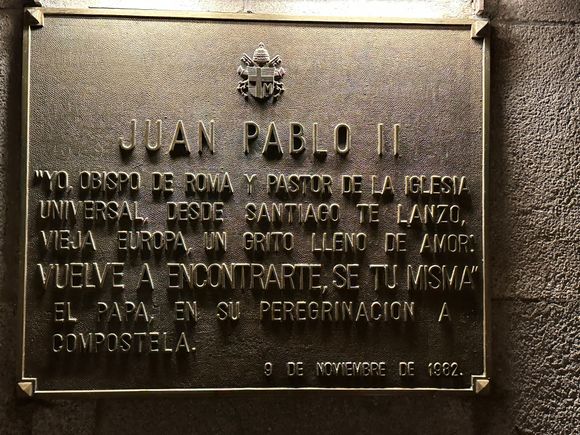 JUAN PABLO II
"YO, OBISPO DE ROMA Y PASTOR DE LA IGLESIA
UNIVERSAL, DESDE SANTIAGO TE LANZO,
VIEJA EUROPA, UN GRITO LLENO DE AMOR:
VUELVE A ENCONTRARTE, SE TU MISMA"
EL PAPA, EN SU PEREGRINACION A
COMPOSTELA.
9 DE NOVIEMBRE DE 1982.